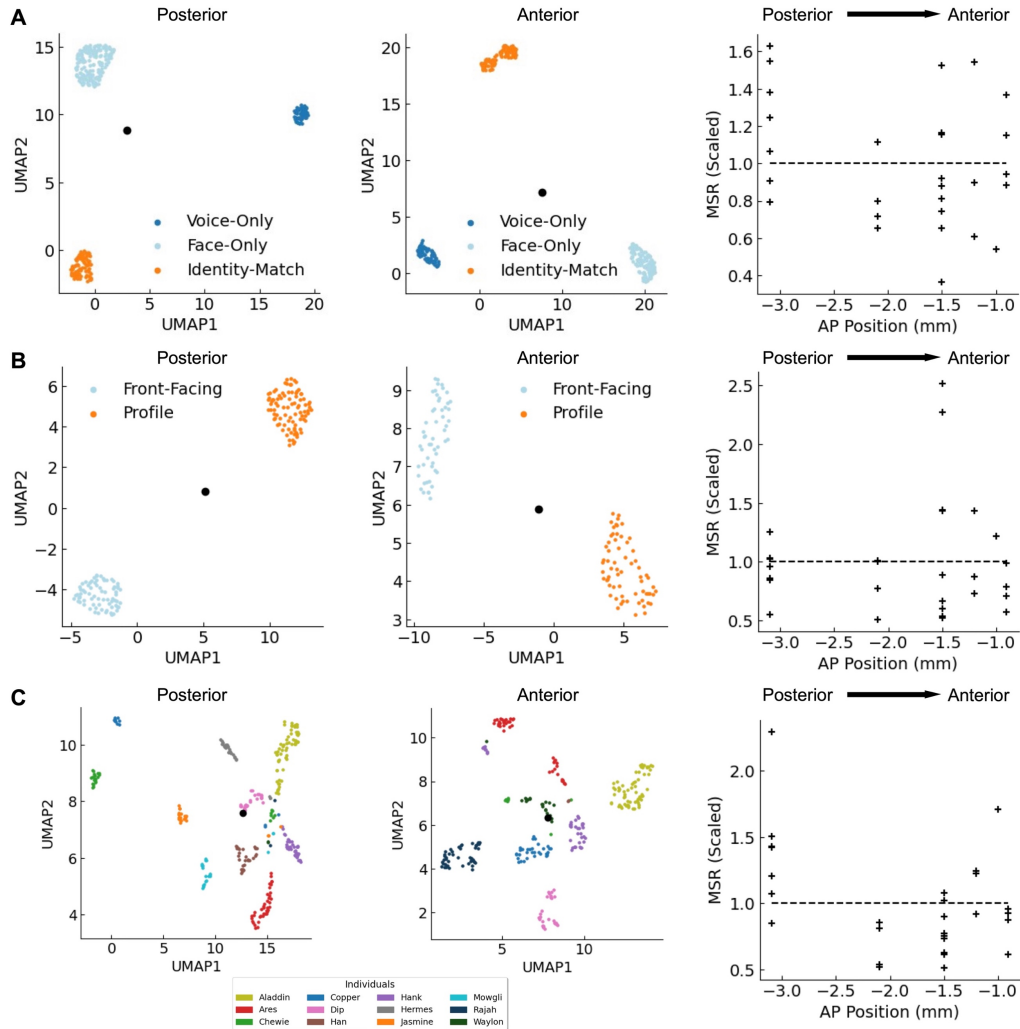 A
Posterior
Anterior
Posterior
Anterior
15
10
5
0
UMAP2
0
5
10
15
20
UMAP1
Voice-Only
Face-Only
Identity-Match
20
15
10
5
0
UMAP2
0
10
20
UMAP1
Voice-Only
Face-Only
Identity-Match
1.6
1.4
1.2
1.0
0.8
0.6
0.4
MSR (Scaled)
−3.0
−2.5
−2.0
−1.5
−1.0
AP Position (mm)
B
Posterior
Anterior
Posterior
Anterior
6
4
2
0
−2
−4
UMAP2
−5
0
5
10
UMAP1
Front-Facing
Profile
9
8
7
6
5
4
3
UMAP2
−10
−5
0
5
UMAP1
Front-Facing
Profile
2.5
2.0
1.5
1.0
0.5
MSR (Scaled)
−3.0
−2.5
−2.0
−1.5
−1.0
AP Position (mm)
C
Posterior
Anterior
Posterior
Anterior
10
8
6
4
UMAP2
0
5
10
15
UMAP1
10
8
6
4
2
UMAP2
5
10
UMAP1
2.0
1.5
1.0
0.5
MSR (Scaled)
−3.0
−2.5
−2.0
−1.5
−1.0
AP Position (mm)
Individuals
Aladdin
Copper
Hank
Mowgli
Ares
Dip
Hermes
Rajah
Chewie
Han
Jasmine
Waylon